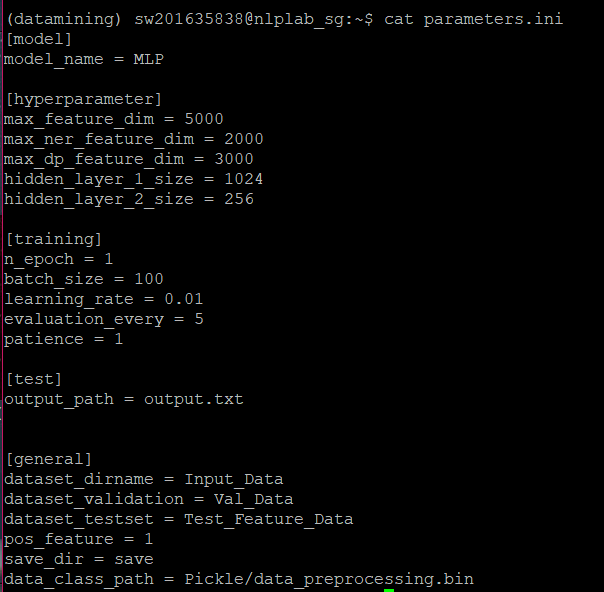 (datamining) sw201635838@nlplab_sg:~$ cat parameters.ini
[model]
model_name = MLP
[hyperparameter]
max_feature_dim = 5000
max_ner_feature_dim = 2000
max_dp_feature_dim = 3000
hidden_layer_1_size = 1024
hidden_layer_2_size = 256
[training]
n_epoch = 1
batch_size = 100
learning_rate = 0.01
evaluation_every = 5
patience = 1
[test]
output_path = output.txt
[general]
dataset_dirname = Input_Data
dataset_validation = Val_Data
dataset_testset = Test_Feature_Data
pos_feature = 1
save_dir = save
data_class_path = Pickle/data_preprocessing.bin